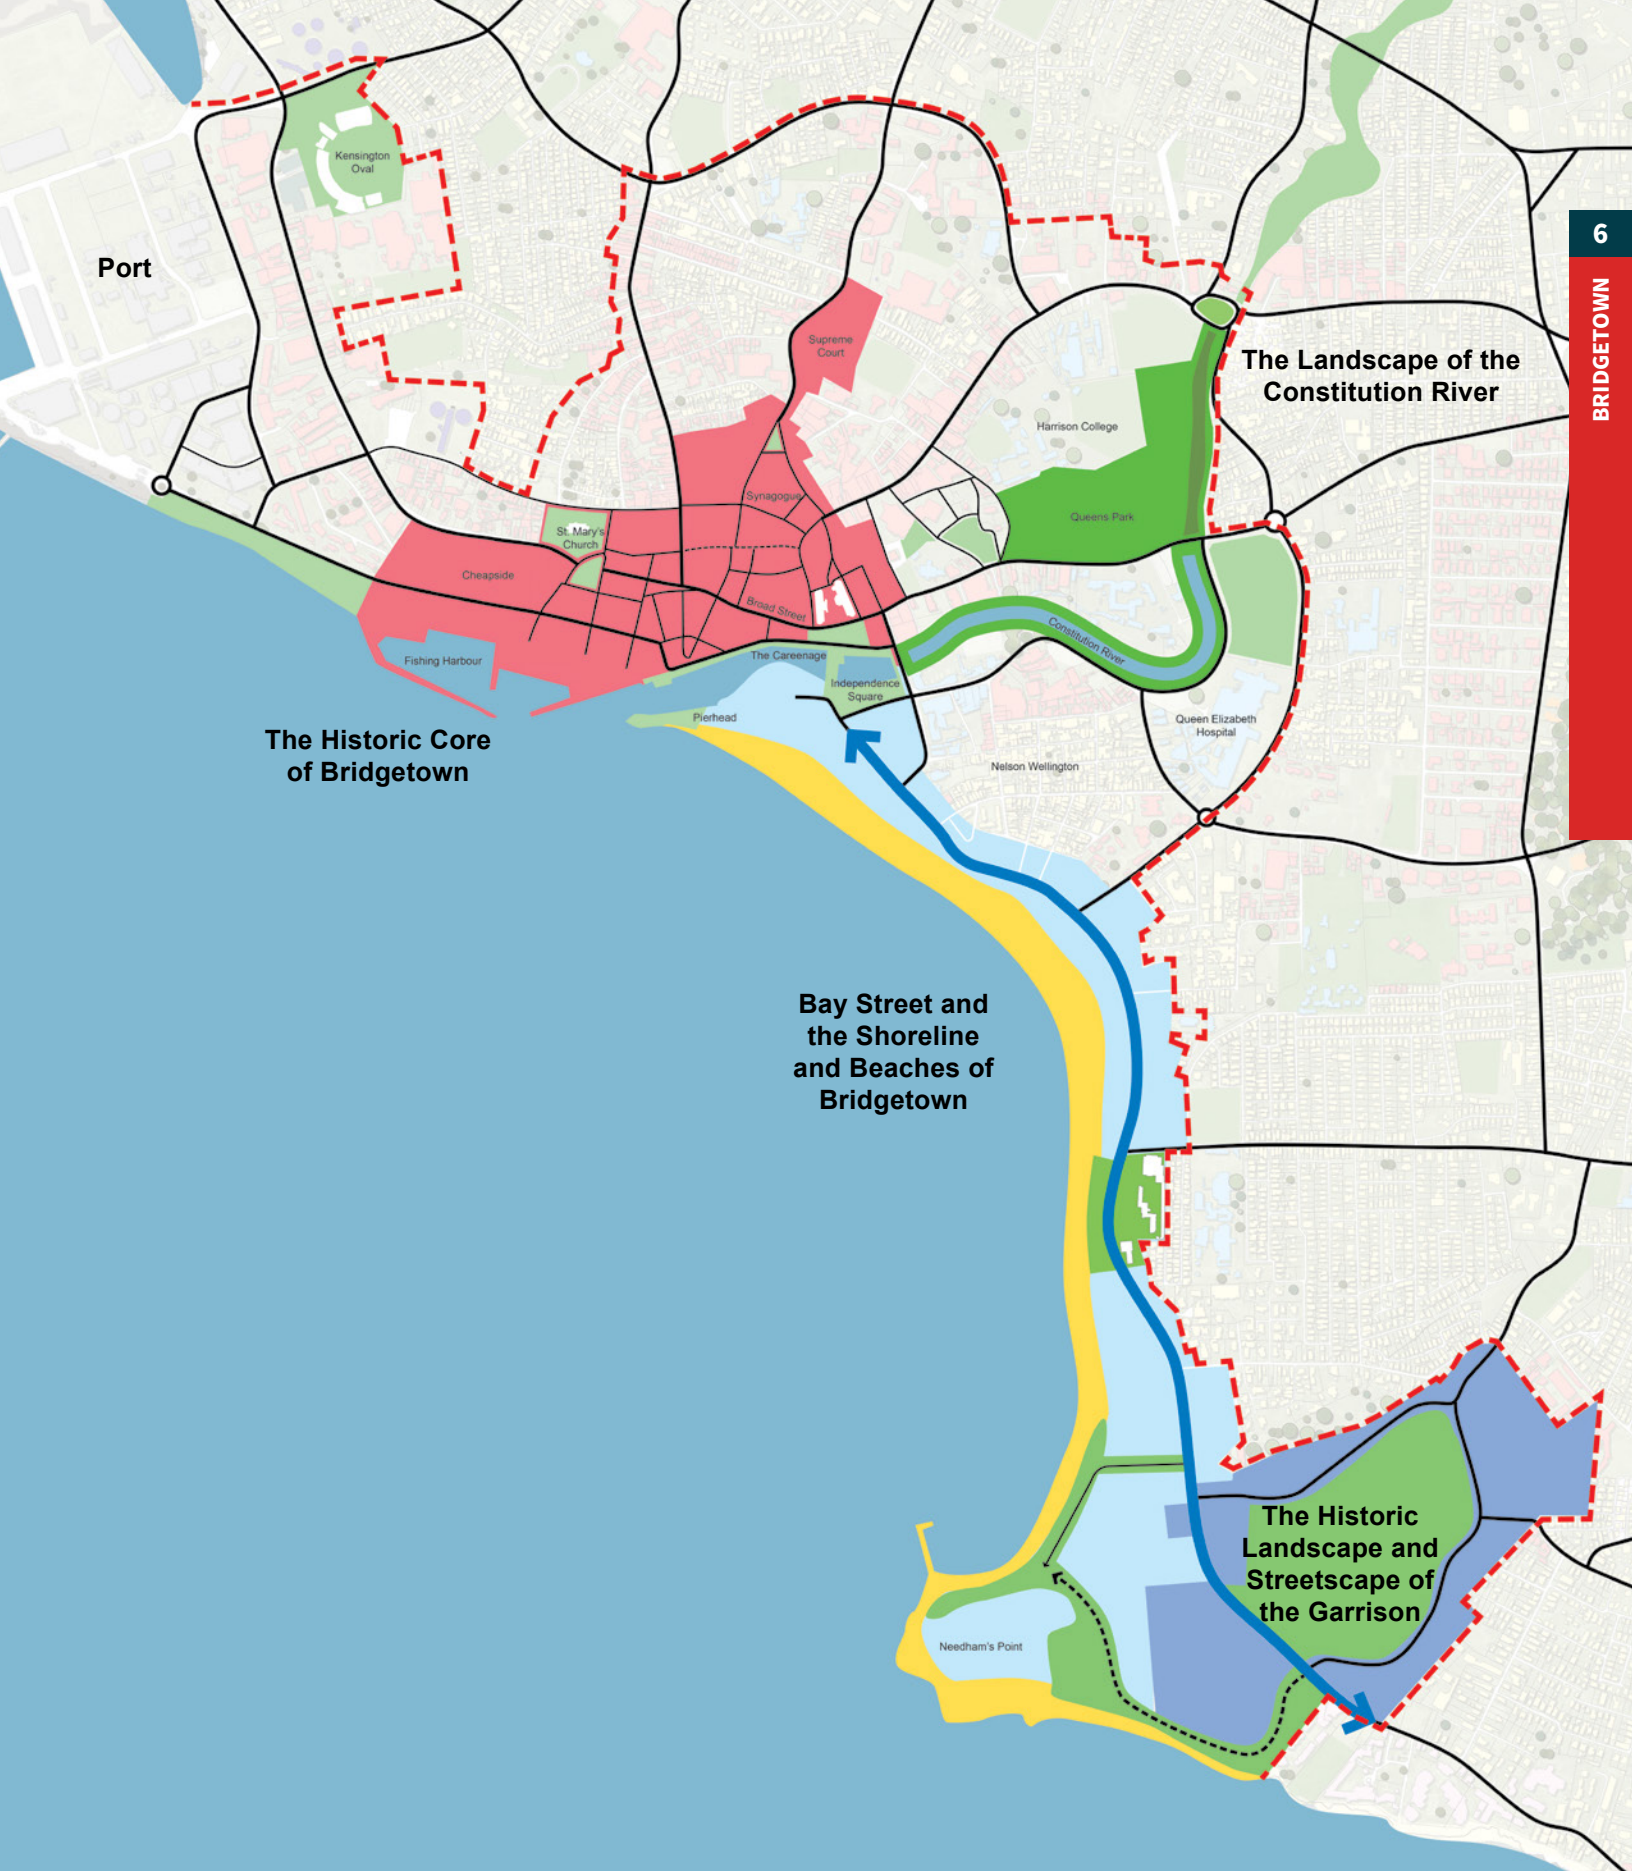 Kensington
Oval
Port
6
BRIDGETOWN
Supreme
Court
The Landscape of the
Constitution River
Harrison College
Synagogue
Queens Park
St. Mary's
Church
Cheapside
Broad Street
Constitution River
The Careenage
Fishing Harbour
Independence
Square
Pierhead
Queen Elizabeth
Hospital
The Historic Core
of Bridgetown
Nelson Wellington
Bay Street and
the Shoreline
and Beaches of
Bridgetown
The Historic
Landscape and
Streetscape of
the Garrison
Needham's Point